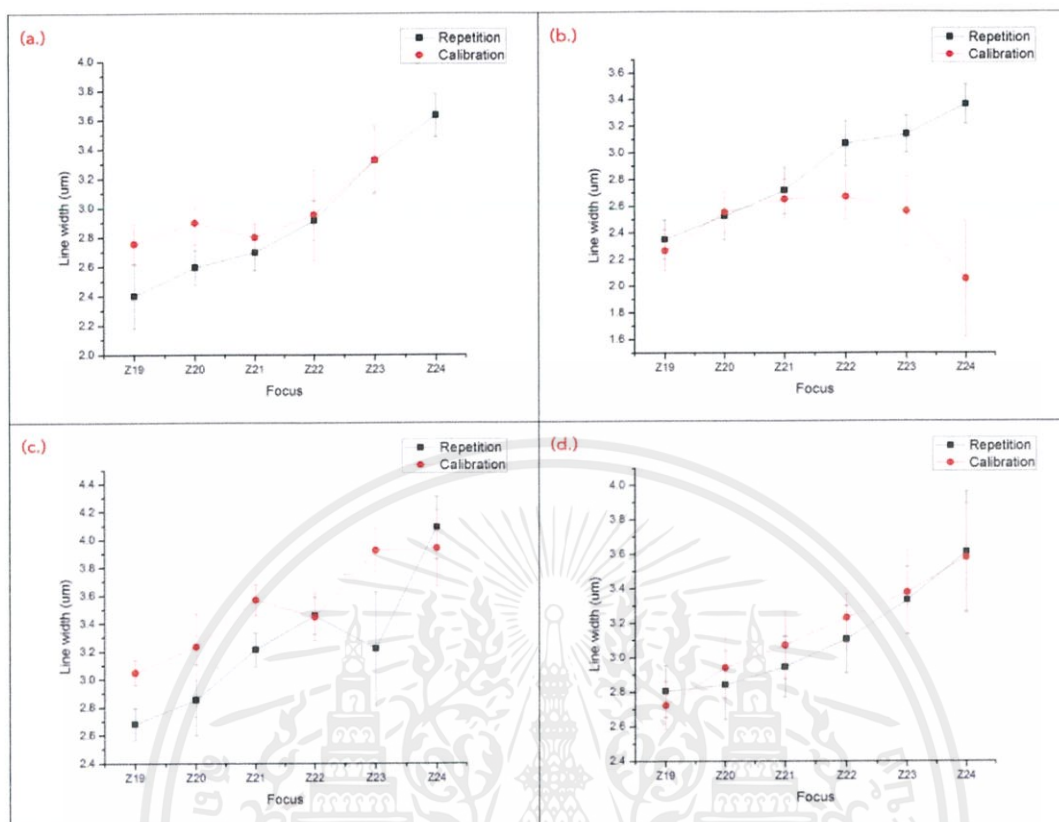 (a.)
Repetition
Calibration
4.0
3.8
3.6
3.4
3.2
3.0
2.8
2.6
2.4
2.2
2.0
Line width (um)
Z19 Z20 Z21 Z22 Z23 Z24
Focus
(b.)
Repetition
Calibration
3.6
3.4
3.2
3.0
2.8
2.6
2.4
2.2
2.0
1.8
1.6
Line width (um)
Z19 Z20 Z21 Z22 Z23 Z24
Focus
(c.)
Repetition
Calibration
4.4
4.2
4.0
3.8
3.6
3.4
3.2
3.0
2.8
2.6
2.4
Line width (um)
Z19 Z20 Z21 Z22 Z23 Z24
Focus
(d.)
Repetition
Calibration
4.0
3.8
3.6
3.4
3.2
3.0
2.8
2.6
2.4
Line width (um)
Z19 Z20 Z21 Z22 Z23 Z24
Focus